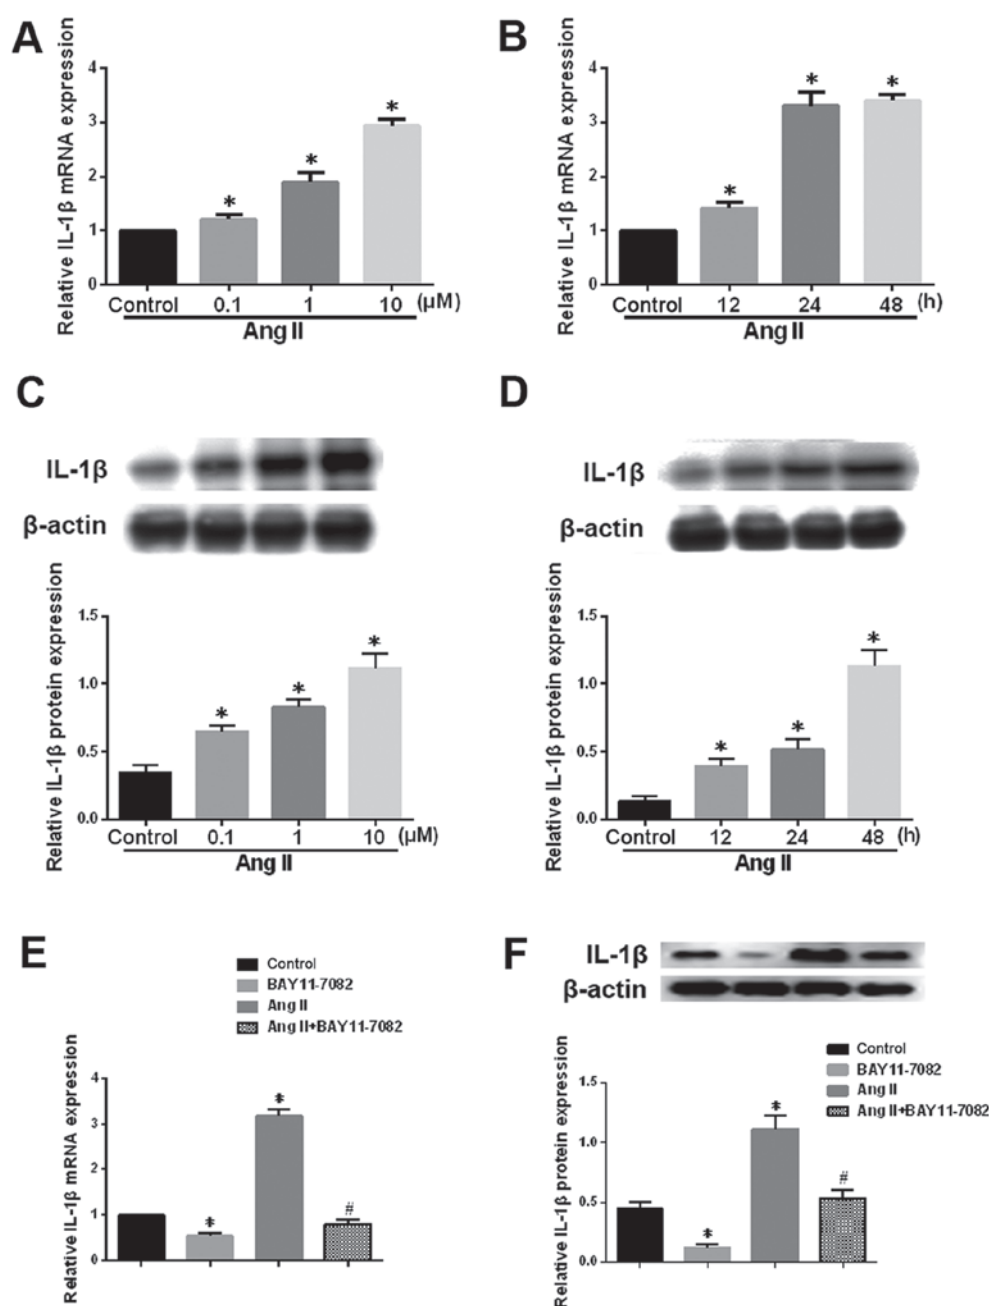 A
Relative IL-1β mRNA expression
4
3
2
1
0
*
*
*
Control 0.1 1 10 (μM)
Ang II
B
Relative IL-1β mRNA expression
4
3
2
1
0
*
*
*
Control 12 24 48 (h)
Ang II
C
IL-1β
β-actin
Relative IL-1β protein expression
1.5
1.0
0.5
0.0
*
*
*
Control 0.1 1 10 (μM)
Ang II
D
IL-1β
β-actin
Relative IL-1β protein expression
1.5
1.0
0.5
0.0
*
*
*
Control 12 24 48 (h)
Ang II
E
Control
BAY11-7082
Ang II
Ang II+BAY11-7082
Relative IL-1β mRNA expression
4
3
2
1
0
*
*
#
F
IL-1β
β-actin
Control
BAY11-7082
Ang II
Ang II+BAY11-7082
Relative IL-1β protein expression
1.5
1.0
0.5
0.0
*
*
#